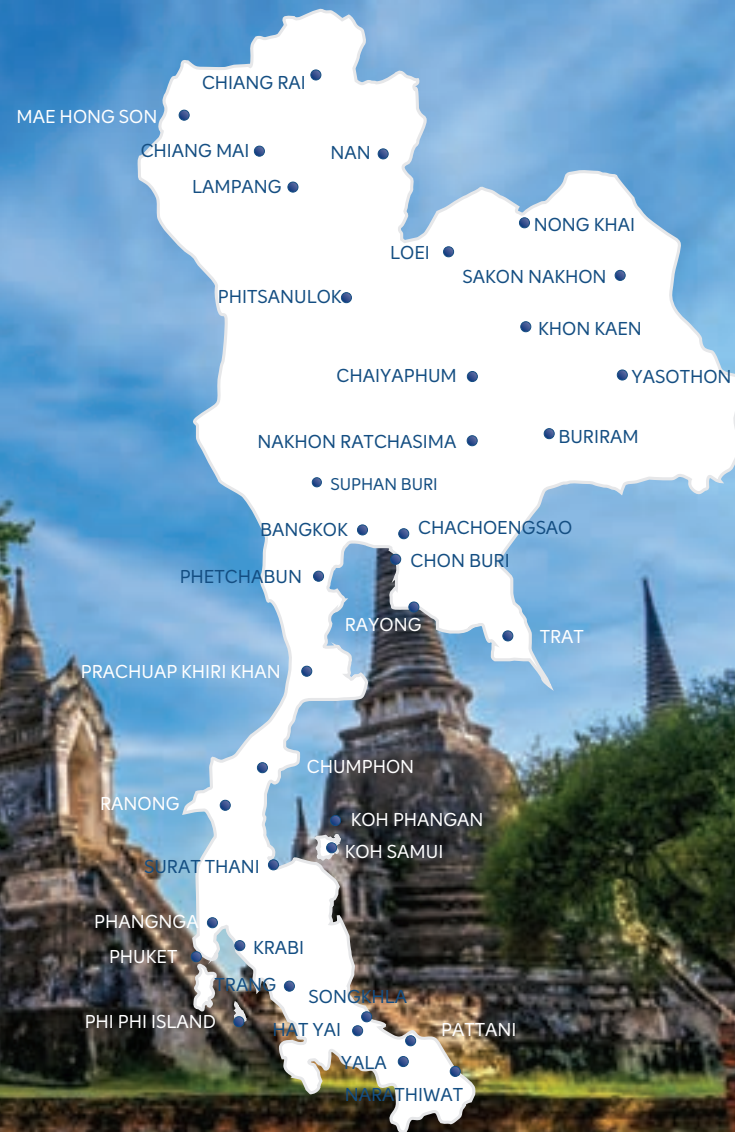 CHIANG RAI
MAE HONG SON
CHIANG MAI
NAN
LAMPANG
NONG KHAI
LOEI
SAKON NAKHON
PHITSANULOK
KHON KAEN
CHAIYAPHUM
YASOTHON
NAKHON RATCHASIMA
BURIRAM
SUPHAN BURI
BANGKOK
CHACHOENGSAO
CHON BURI
PHETCHABUN
RAYONG
TRAT
PRACHUAP KHIRI KHAN
CHUMPHON
RANONG
KOH PHANGAN
KOH SAMUI
SURAT THANI
PHANGNGA
KRABI
PHUKET
TRANG
SONGKHLA
PHI PHI ISLAND
HAT YAI
PATTANI
YALA
NARATHIWAT